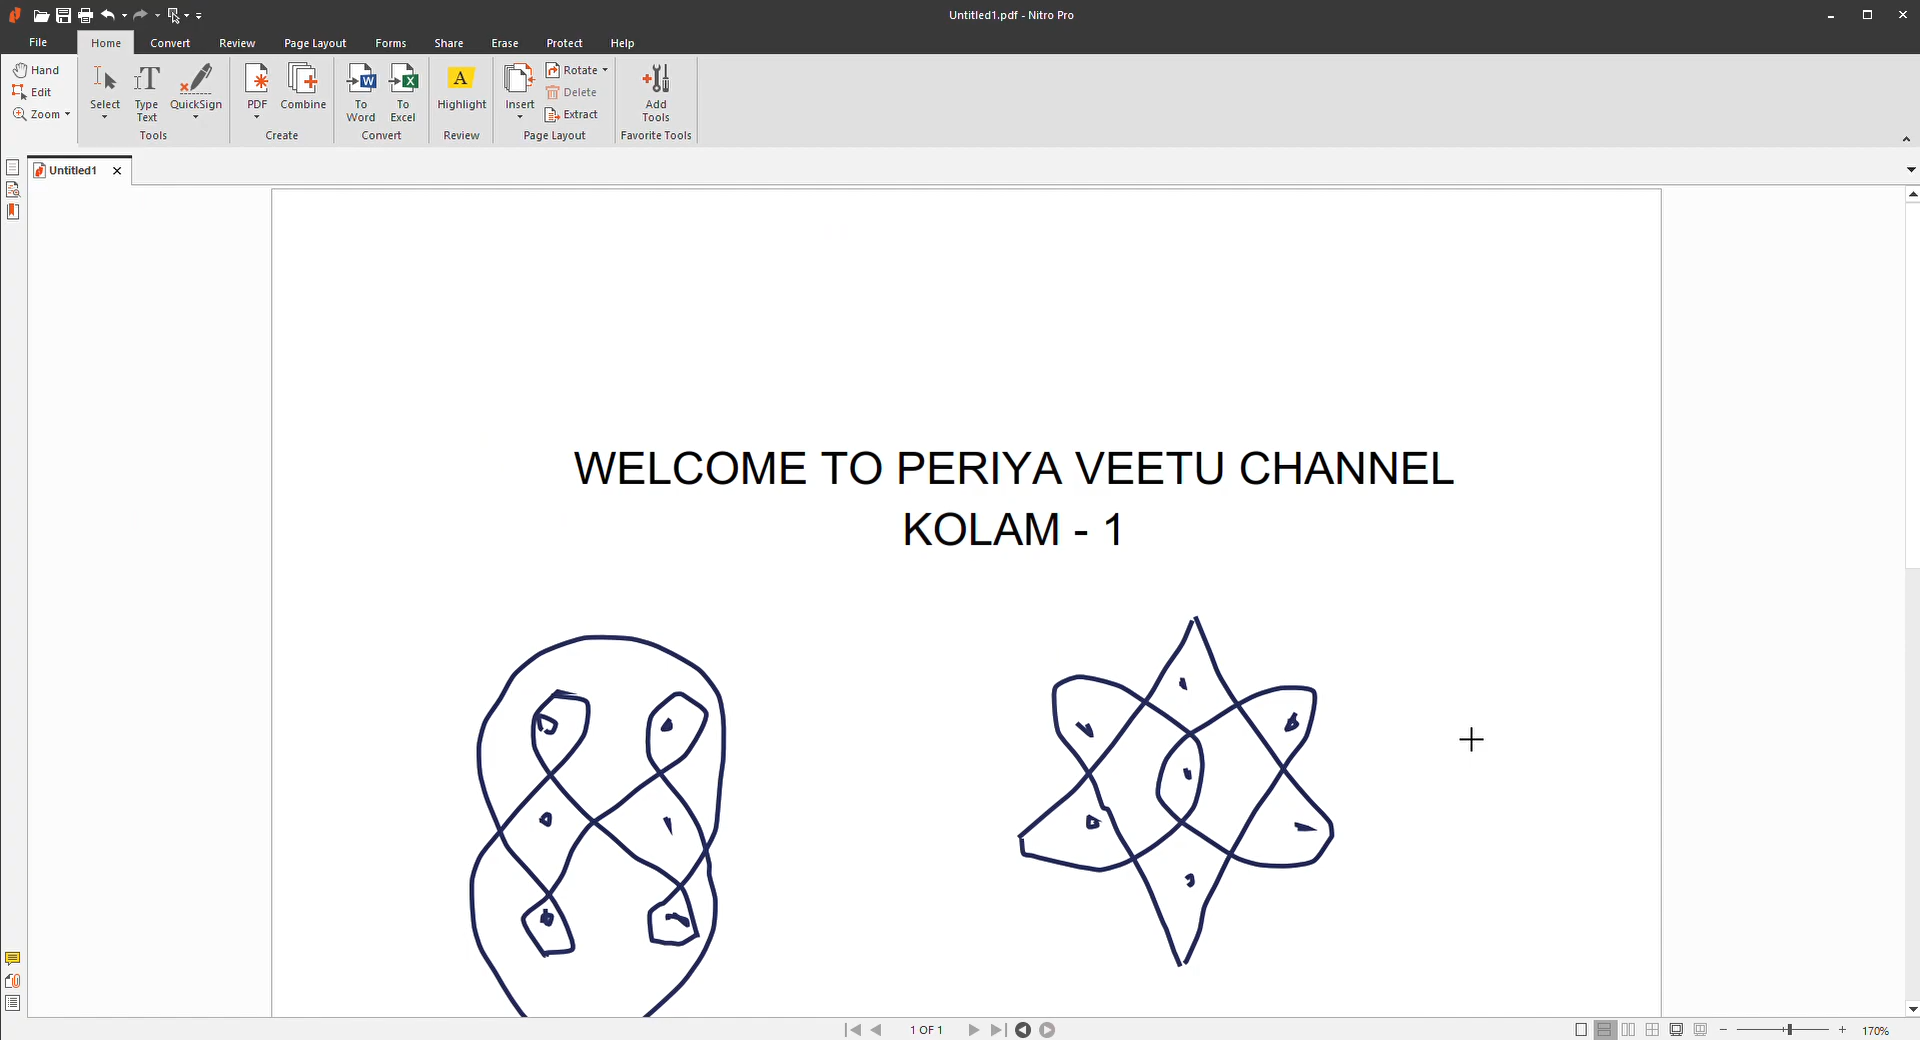 Untitled1.pdf - Nitro Pro
File Home Convert Review Page Layout Forms Share Erase Protect Help
Hand
Edit
Zoom
Select
Type Text
QuickSign
Tools
PDF
Combine
Create
To Word
To Excel
Convert
Highlight
Review
Insert
Rotate
Delete
Extract
Page Layout
Add Tools
Favorite Tools
Untitled1
WELCOME TO PERIYA VEETU CHANNEL
KOLAM - 1
1 OF 1
170%